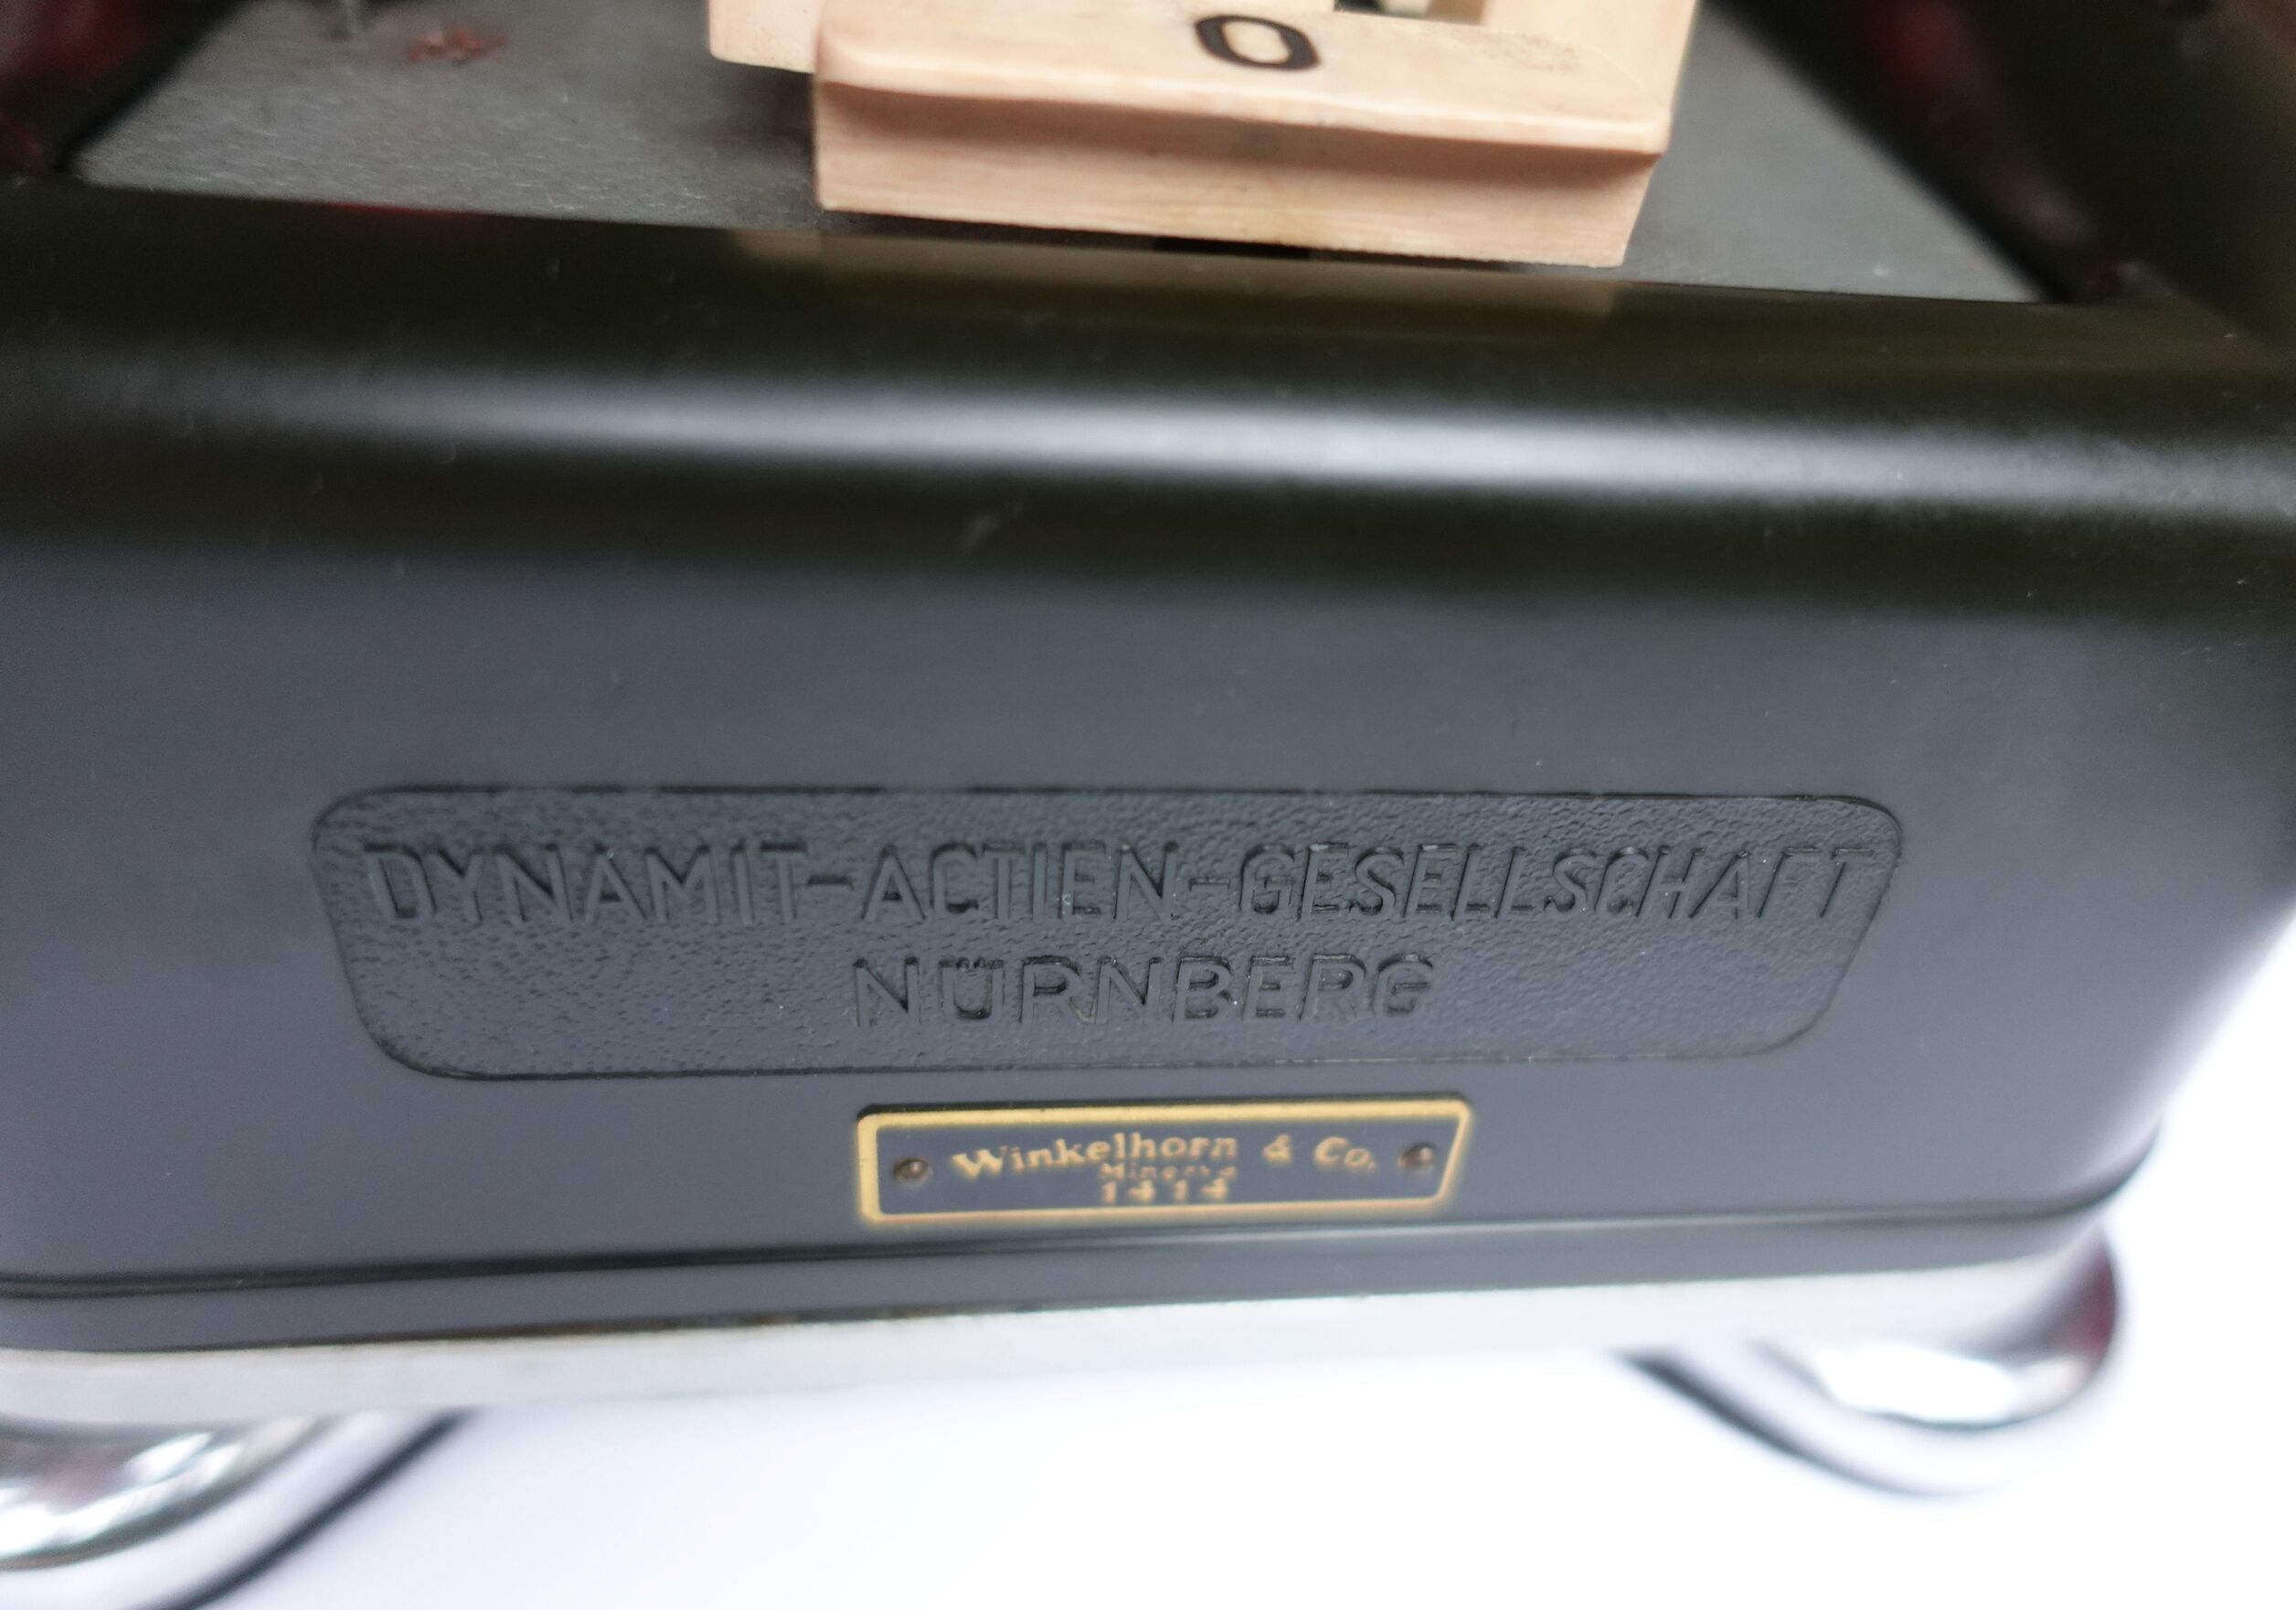 0
DYNAMIT-ACTIEN-GESELLSCHAFT
NÜRNBERG
Winkelhorn & Co.
Minerva
1414